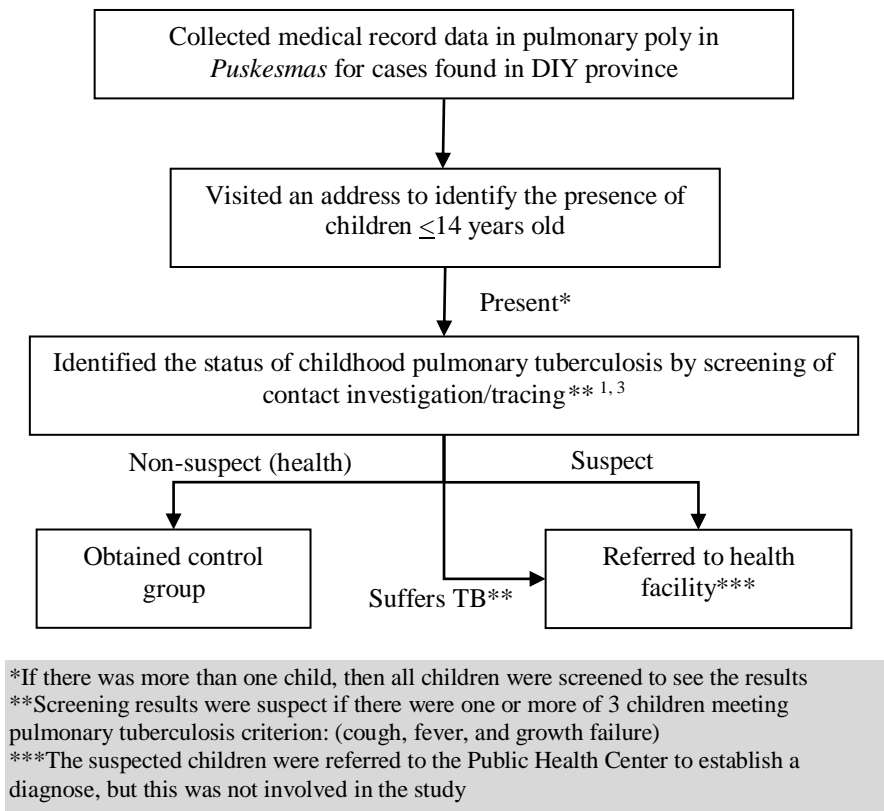 Collected medical record data in pulmonary poly in
Puskesmas for cases found in DIY province
Visited an address to identify the presence of
children ≤14 years old
Present*
Identified the status of childhood pulmonary tuberculosis by screening of
contact investigation/tracing** 1, 3
Non-suspect (health)
Suspect
Obtained control
group
Suffers TB**
Referred to health
facility***
*If there was more than one child, then all children were screened to see the results
**Screening results were suspect if there were one or more of 3 children meeting
pulmonary tuberculosis criterion: (cough, fever, and growth failure)
***The suspected children were referred to the Public Health Center to establish a
diagnose, but this was not involved in the study